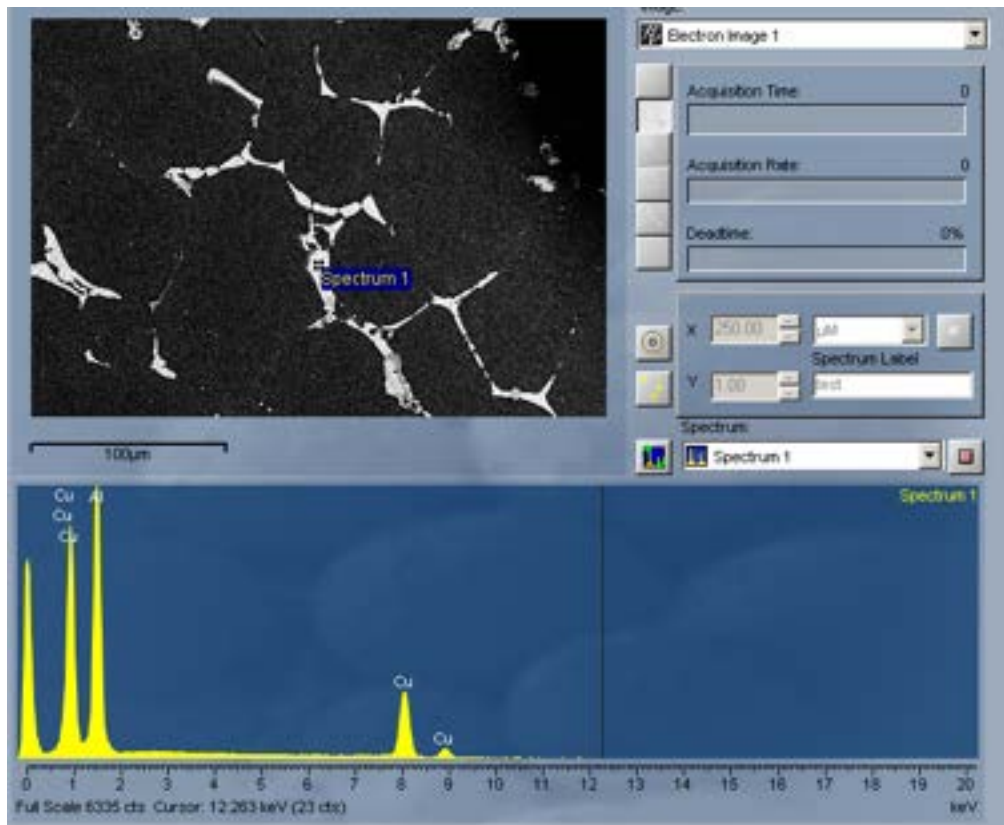 Electron Image 1
Acquisition Time: 0
Acquisition Rate: 0
Deadtime: 0%
Spectrum 1
X 250.00 uM
Spectrum Label
Y 1.00 test
Spectrum:
100µm
Spectrum 1
Spectrum 1
Cu Al
Cu
Cu
Cu
Cu
0 1 2 3 4 5 6 7 8 9 10 11 12 13 14 15 16 17 18 19 20
Full Scale 6335 cts Cursor: 12.263 keV (23 cts) keV